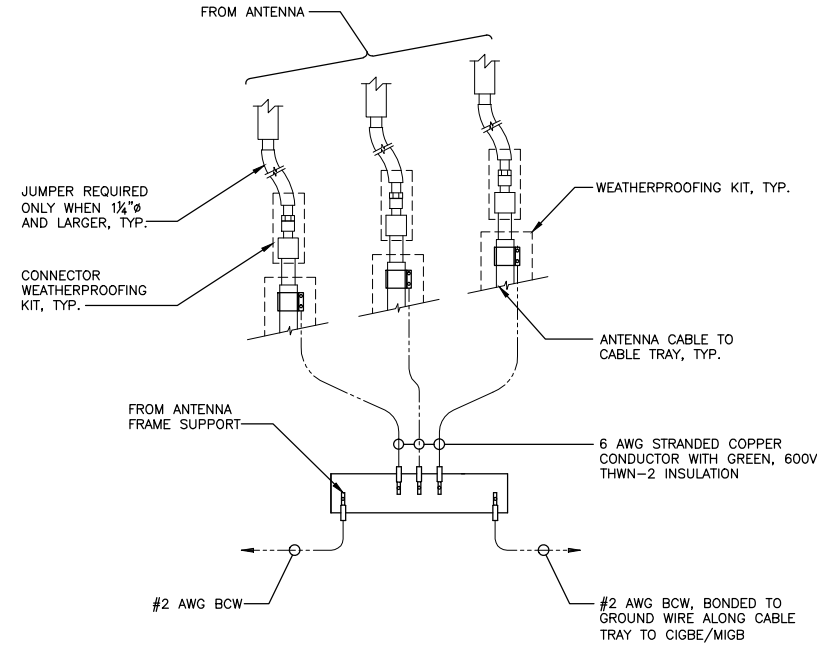 FROM ANTENNA
JUMPER REQUIRED
ONLY WHEN 1¼"ø
AND LARGER, TYP.
WEATHERPROOFING KIT, TYP.
CONNECTOR
WEATHERPROOFING
KIT, TYP.
ANTENNA CABLE TO
CABLE TRAY, TYP.
FROM ANTENNA
FRAME SUPPORT
6 AWG STRANDED COPPER
CONDUCTOR WITH GREEN, 600V
THWN-2 INSULATION
#2 AWG BCW
#2 AWG BCW, BONDED TO
GROUND WIRE ALONG CABLE
TRAY TO CIGBE/MIGB